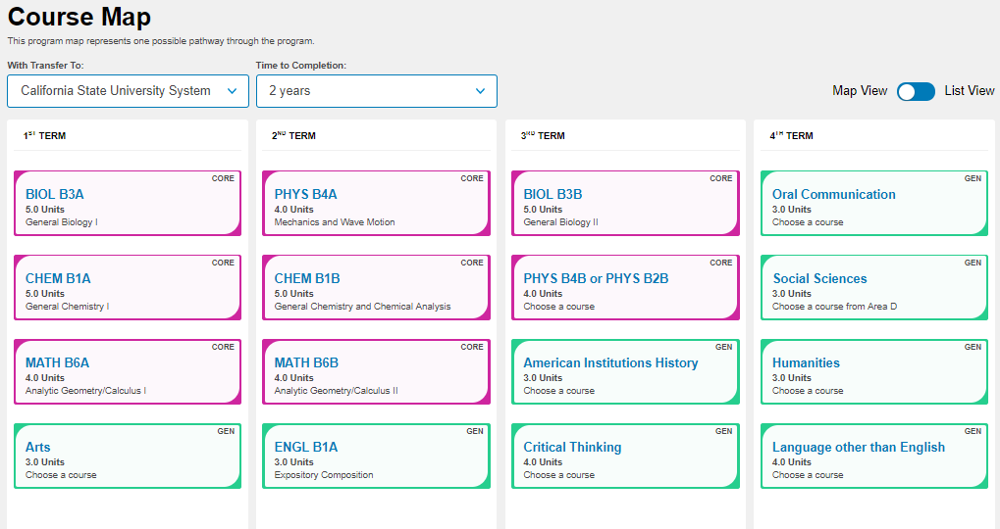 Course Map
This program map represents one possible pathway through the program.
With Transfer To:
California State University System
Time to Completion:
2 years
Map View
List View
1ST TERM
CORE
BIOL B3A
5.0 Units
General Biology I
CORE
CHEM B1A
5.0 Units
General Chemistry I
CORE
MATH B6A
4.0 Units
Analytic Geometry/Calculus I
GEN
Arts
3.0 Units
Choose a course
2ND TERM
CORE
PHYS B4A
4.0 Units
Mechanics and Wave Motion
CORE
CHEM B1B
5.0 Units
General Chemistry and Chemical Analysis
CORE
MATH B6B
4.0 Units
Analytic Geometry/Calculus II
GEN
ENGL B1A
3.0 Units
Expository Composition
3RD TERM
CORE
BIOL B3B
5.0 Units
General Biology II
CORE
PHYS B4B or PHYS B2B
4.0 Units
Choose a course
GEN
American Institutions History
3.0 Units
Choose a course
GEN
Critical Thinking
4.0 Units
Choose a course
4TH TERM
GEN
Oral Communication
3.0 Units
Choose a course
GEN
Social Sciences
3.0 Units
Choose a course from Area D
GEN
Humanities
3.0 Units
Choose a course
GEN
Language other than English
4.0 Units
Choose a course